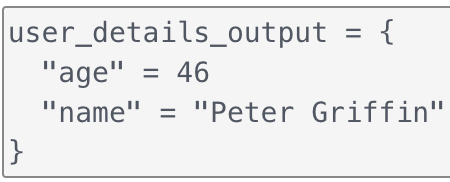 user_details_output = {
  "age" = 46
  "name" = "Peter Griffin"
}